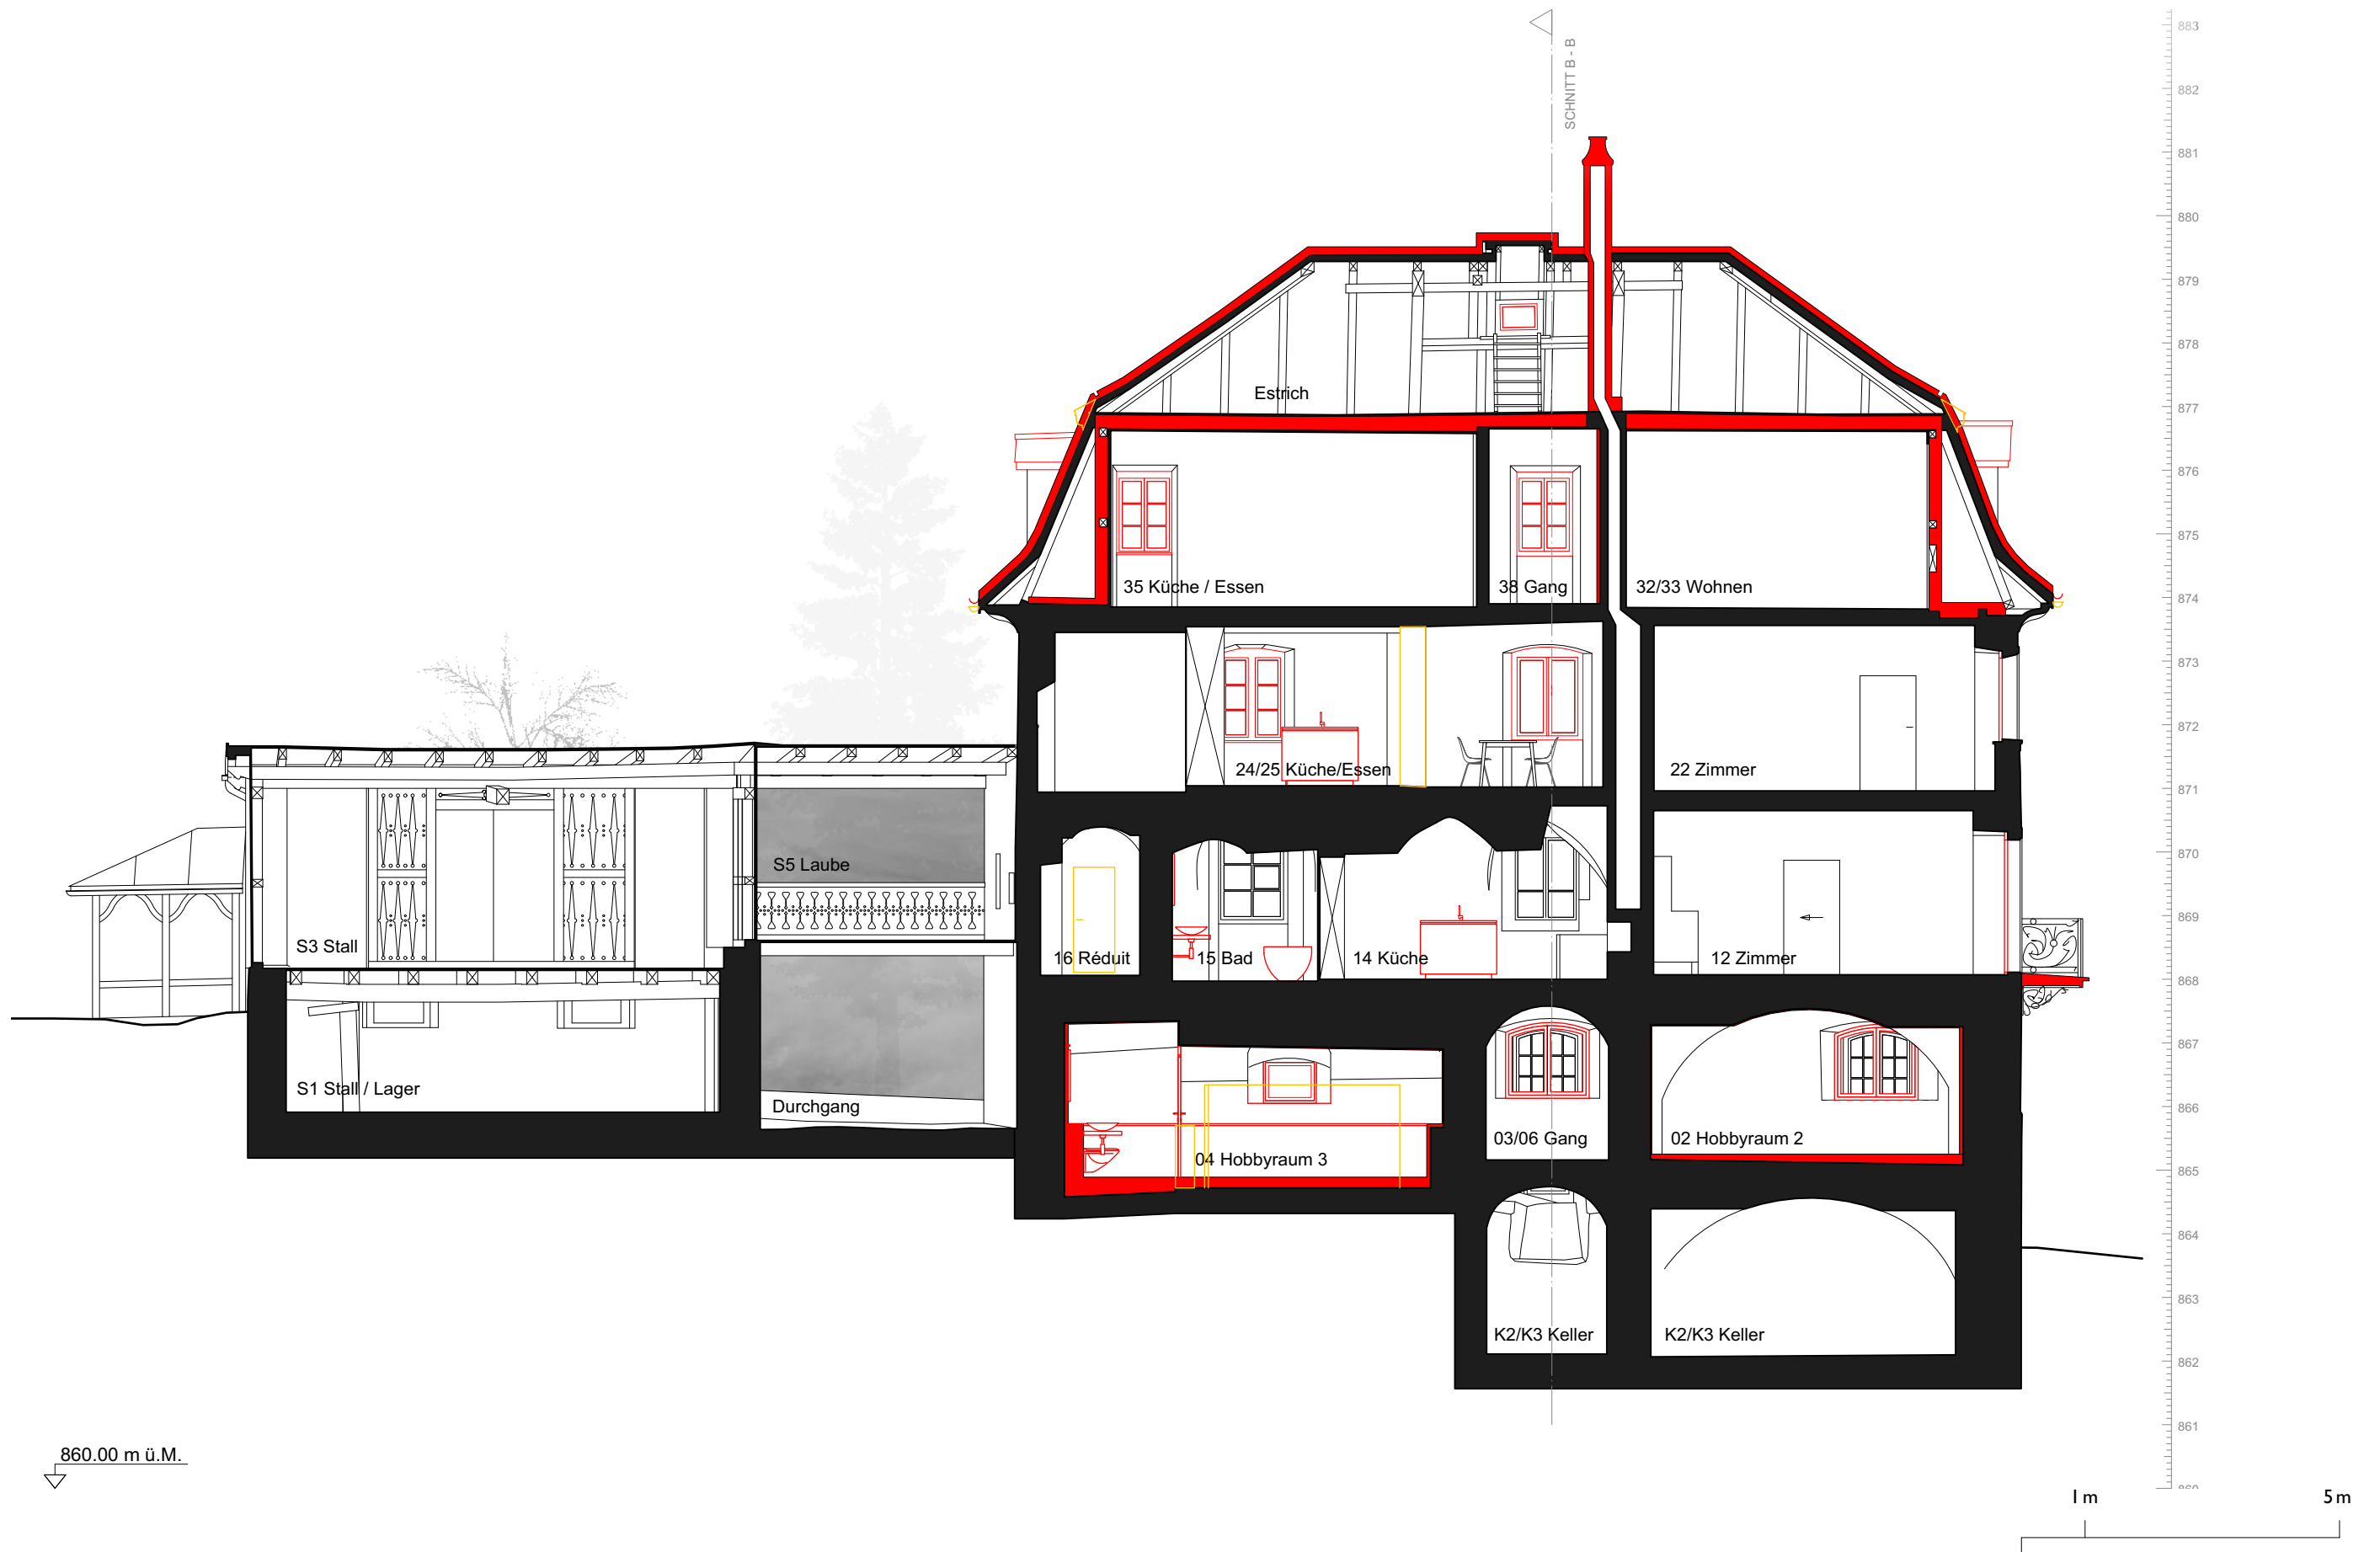 SCHNITT B - B
883
882
881
880
879
878
877
876
875
874
873
872
871
870
869
868
867
866
865
864
863
862
861
860
Estrich
35 Küche / Essen
38 Gang
32/33 Wohnen
24/25 Küche/Essen
22 Zimmer
S5 Laube
S3 Stall
16 Réduit
15 Bad
14 Küche
12 Zimmer
S1 Stall / Lager
Durchgang
04 Hobbyraum 3
03/06 Gang
02 Hobbyraum 2
K2/K3 Keller
K2/K3 Keller
860.00 m ü.M.
1 m
5 m